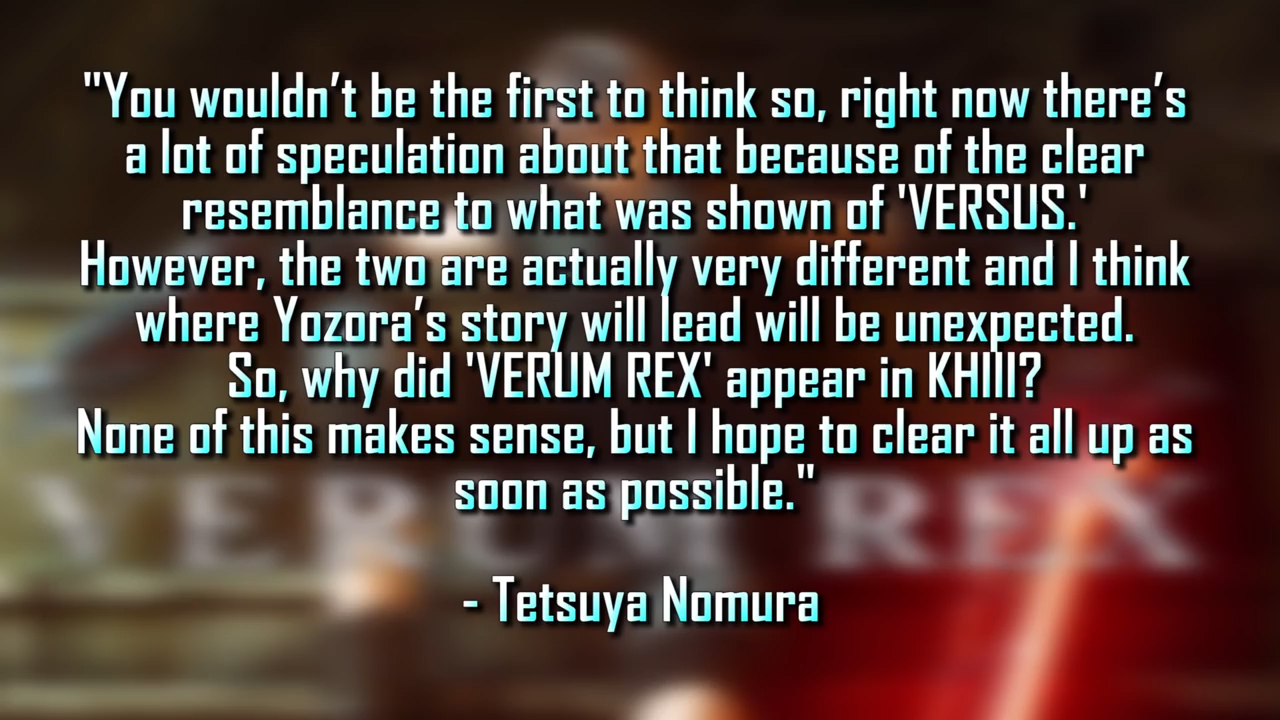 "You wouldn’t be the first to think so, right now there’s
a lot of speculation about that because of the clear
resemblance to what was shown of 'VERSUS.'
However, the two are actually very different and I think
where Yozora’s story will lead will be unexpected.
So, why did 'VERUM REX' appear in KHIII?
None of this makes sense, but I hope to clear it all up as
soon as possible."
VERUM REX
- Tetsuya Nomura